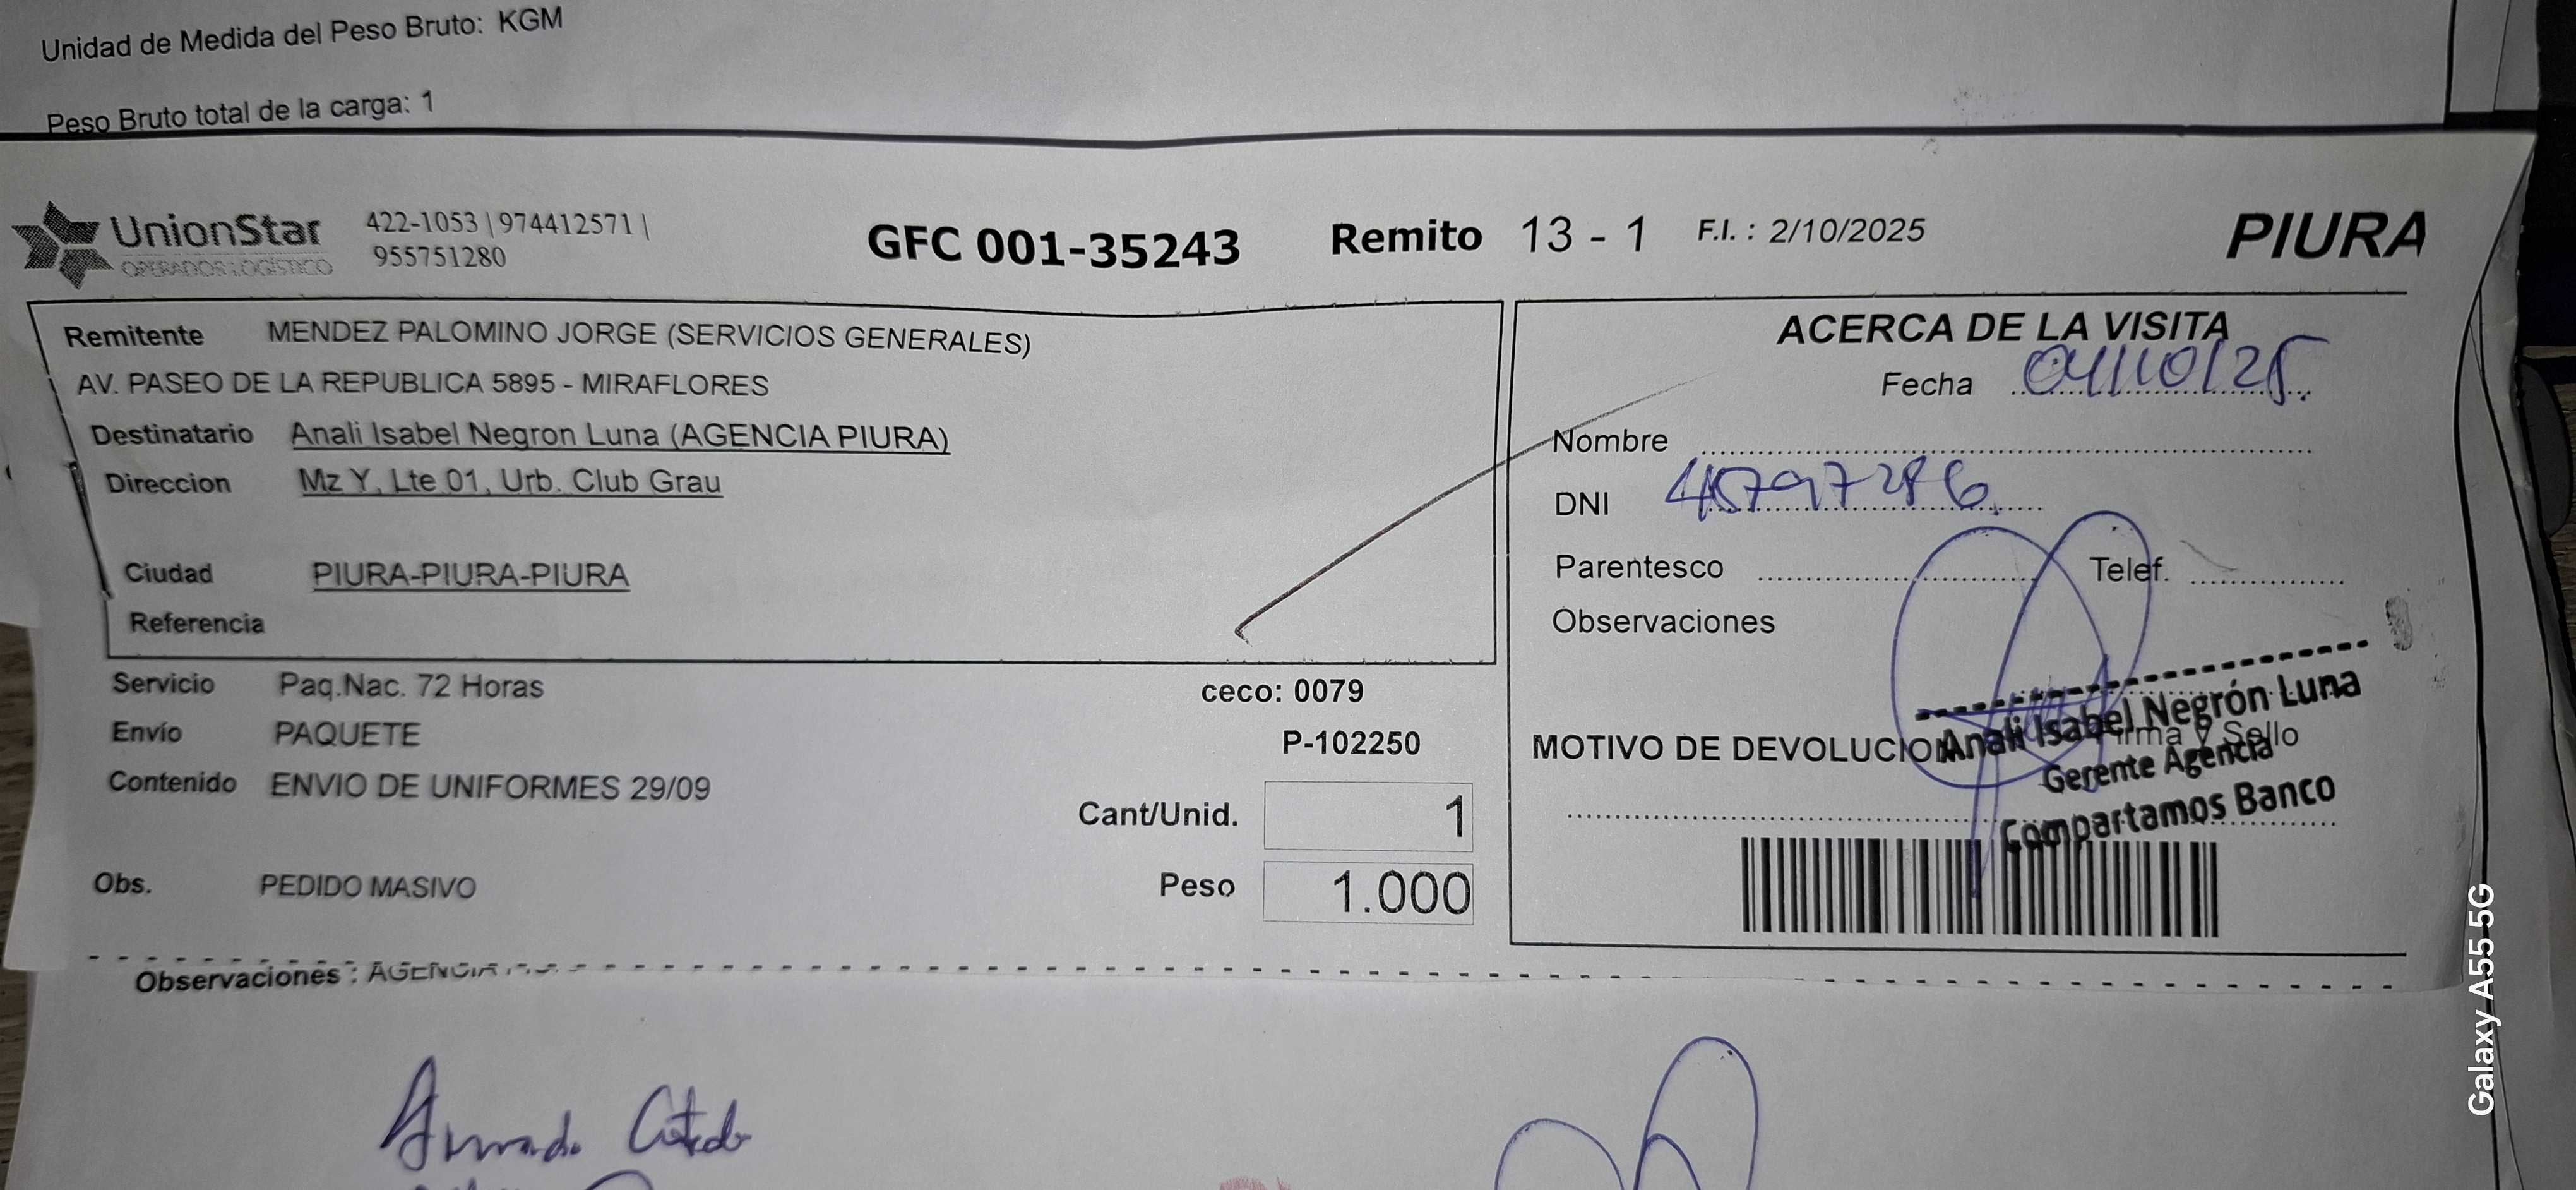 Unidad de Medida del Peso Bruto: KGM
Peso Bruto total de la carga: 1
UnionStar
OPERADOS LOGÍSTICO
422-1053 | 974412571 |
955751280
GFC 001-35243
Remito 13 - 1
F.I. : 2/10/2025
PIURA
Remitente MENDEZ PALOMINO JORGE (SERVICIOS GENERALES)
AV. PASEO DE LA REPUBLICA 5895 - MIRAFLORES
Destinatario Anali Isabel Negron Luna (AGENCIA PIURA)
Direccion Mz Y, Lte 01, Urb. Club Grau
Ciudad PIURA-PIURA-PIURA
Referencia
Servicio Paq.Nac. 72 Horas
ceco: 0079
Envío PAQUETE
P-102250
Contenido ENVIO DE UNIFORMES 29/09
Cant/Unid. 1
Obs. PEDIDO MASIVO
Peso 1.000
ACERCA DE LA VISITA
Fecha 04/10/25.
Nombre
DNI
Parentesco Telef.
Observaciones
MOTIVO DE DEVOLUCION
Firma y Sello
Anali Isabel Negrón Luna
Gerente Agencia
Compartamos Banco
Observaciones : AGENCIA
Galaxy A55 5G